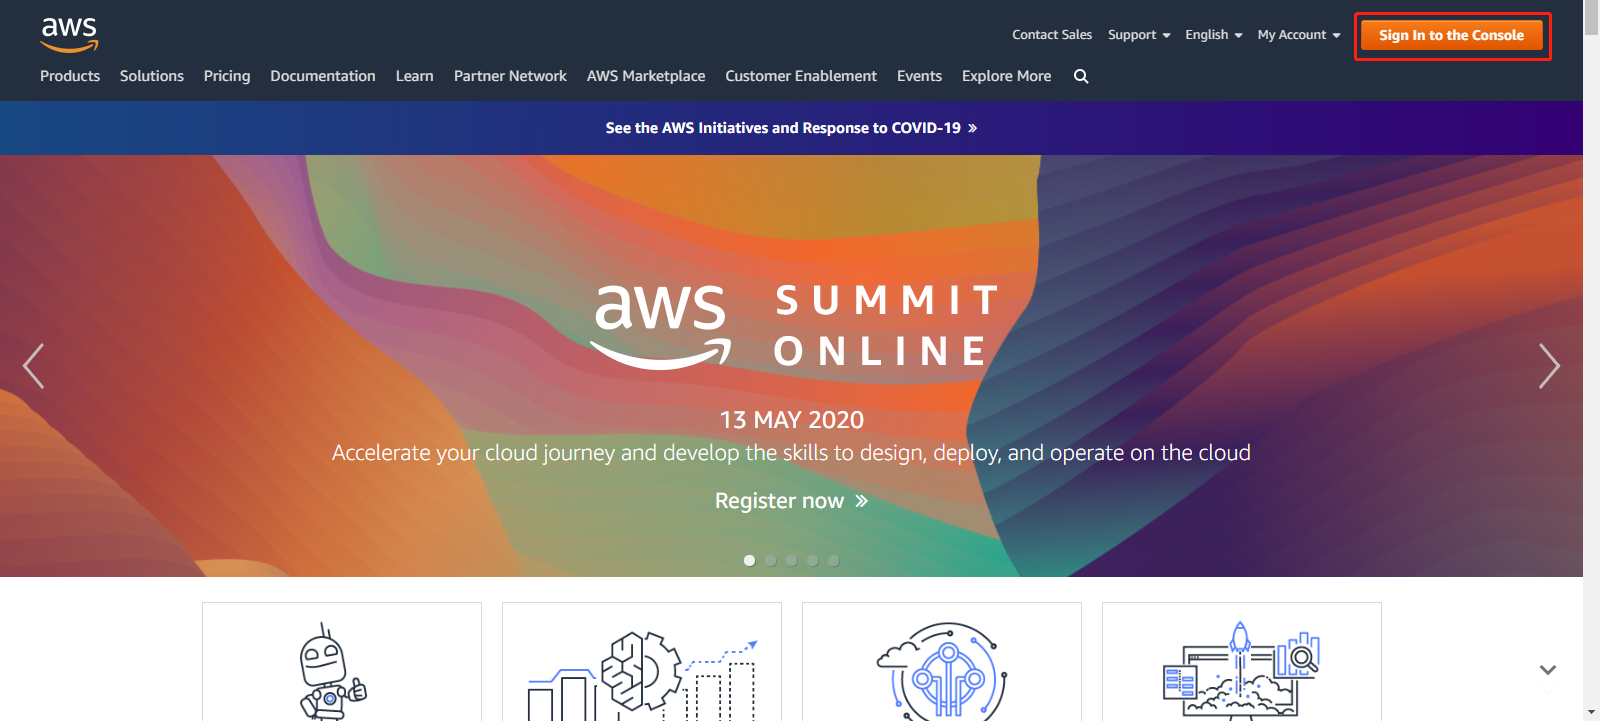 aws
Contact Sales Support English My Account Sign In to the Console
Products Solutions Pricing Documentation Learn Partner Network AWS Marketplace Customer Enablement Events Explore More
See the AWS Initiatives and Response to COVID-19 »
aws SUMMIT
ONLINE
13 MAY 2020
Accelerate your cloud journey and develop the skills to design, deploy, and operate on the cloud
Register now »